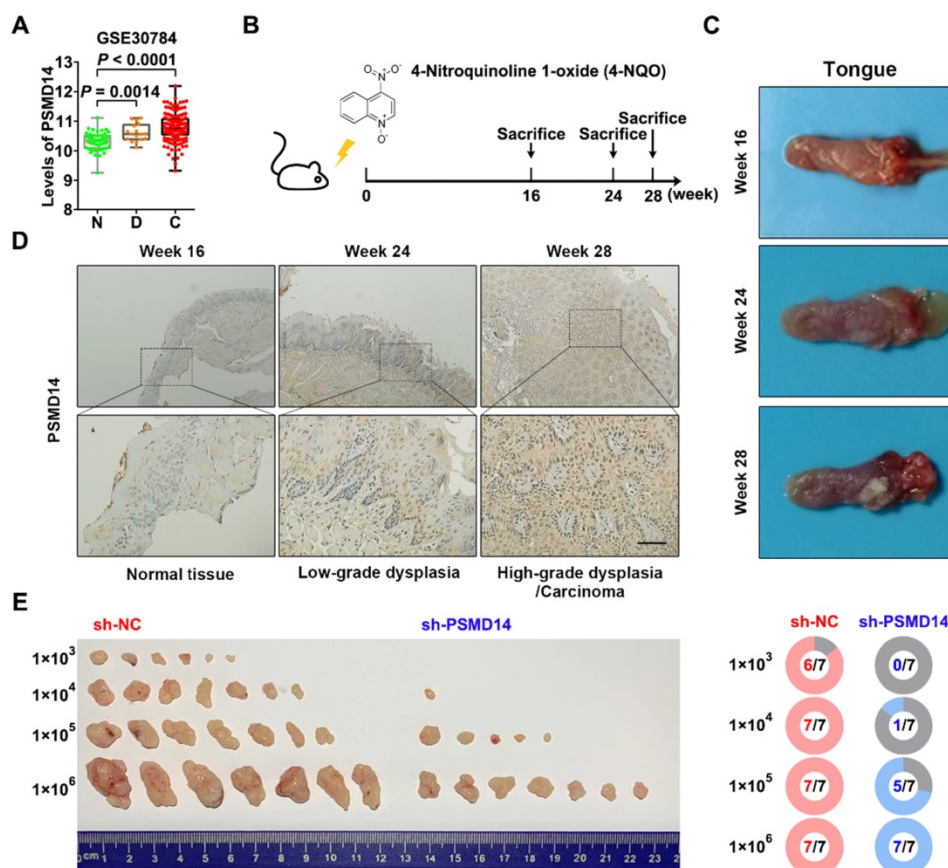 A
GSE30784
P < 0.0001
P = 0.0014
Levels of PSMD14
13
12
11
10
9
8
N D C
B
4-Nitroquinoline 1-oxide (4-NQO)
O N⁺ O⁻
N⁺
O⁻
Sacrifice Sacrifice Sacrifice
0 16 24 28 (week)
C
Tongue
Week 16
Week 24
Week 28
D
Week 16 Week 24 Week 28
PSMD14
Normal tissue Low-grade dysplasia High-grade dysplasia
/Carcinoma
E
sh-NC sh-PSMD14
1×10³
1×10⁴
1×10⁵
1×10⁶
0 cm 1 2 3 4 5 6 7 8 9 10 11 12 13 14 15 16 17 18 19 20 21 22 23
sh-NC sh-PSMD14
1×10³ 6/7 0/7
1×10⁴ 7/7 1/7
1×10⁵ 7/7 5/7
1×10⁶ 7/7 7/7